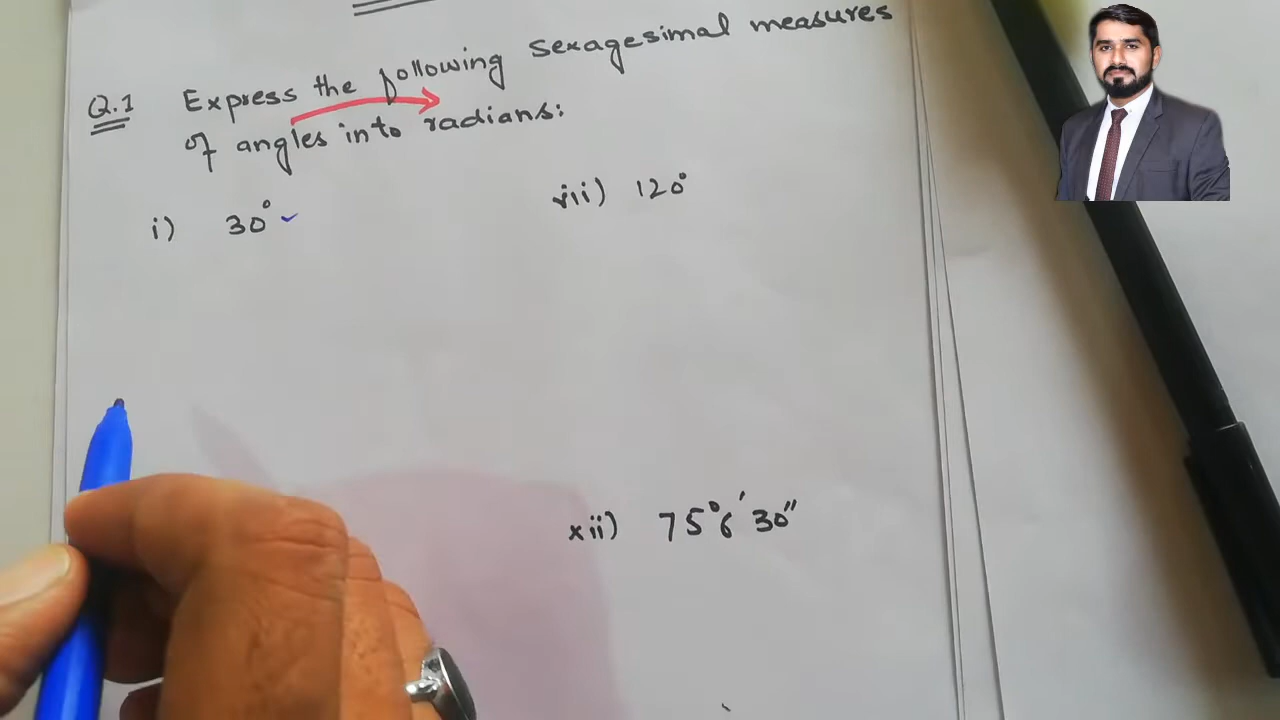 Q.1 Express the following sexagesimal measures
of angles into radians:
i) 30°
vii) 120°
xii) 75°6'30"